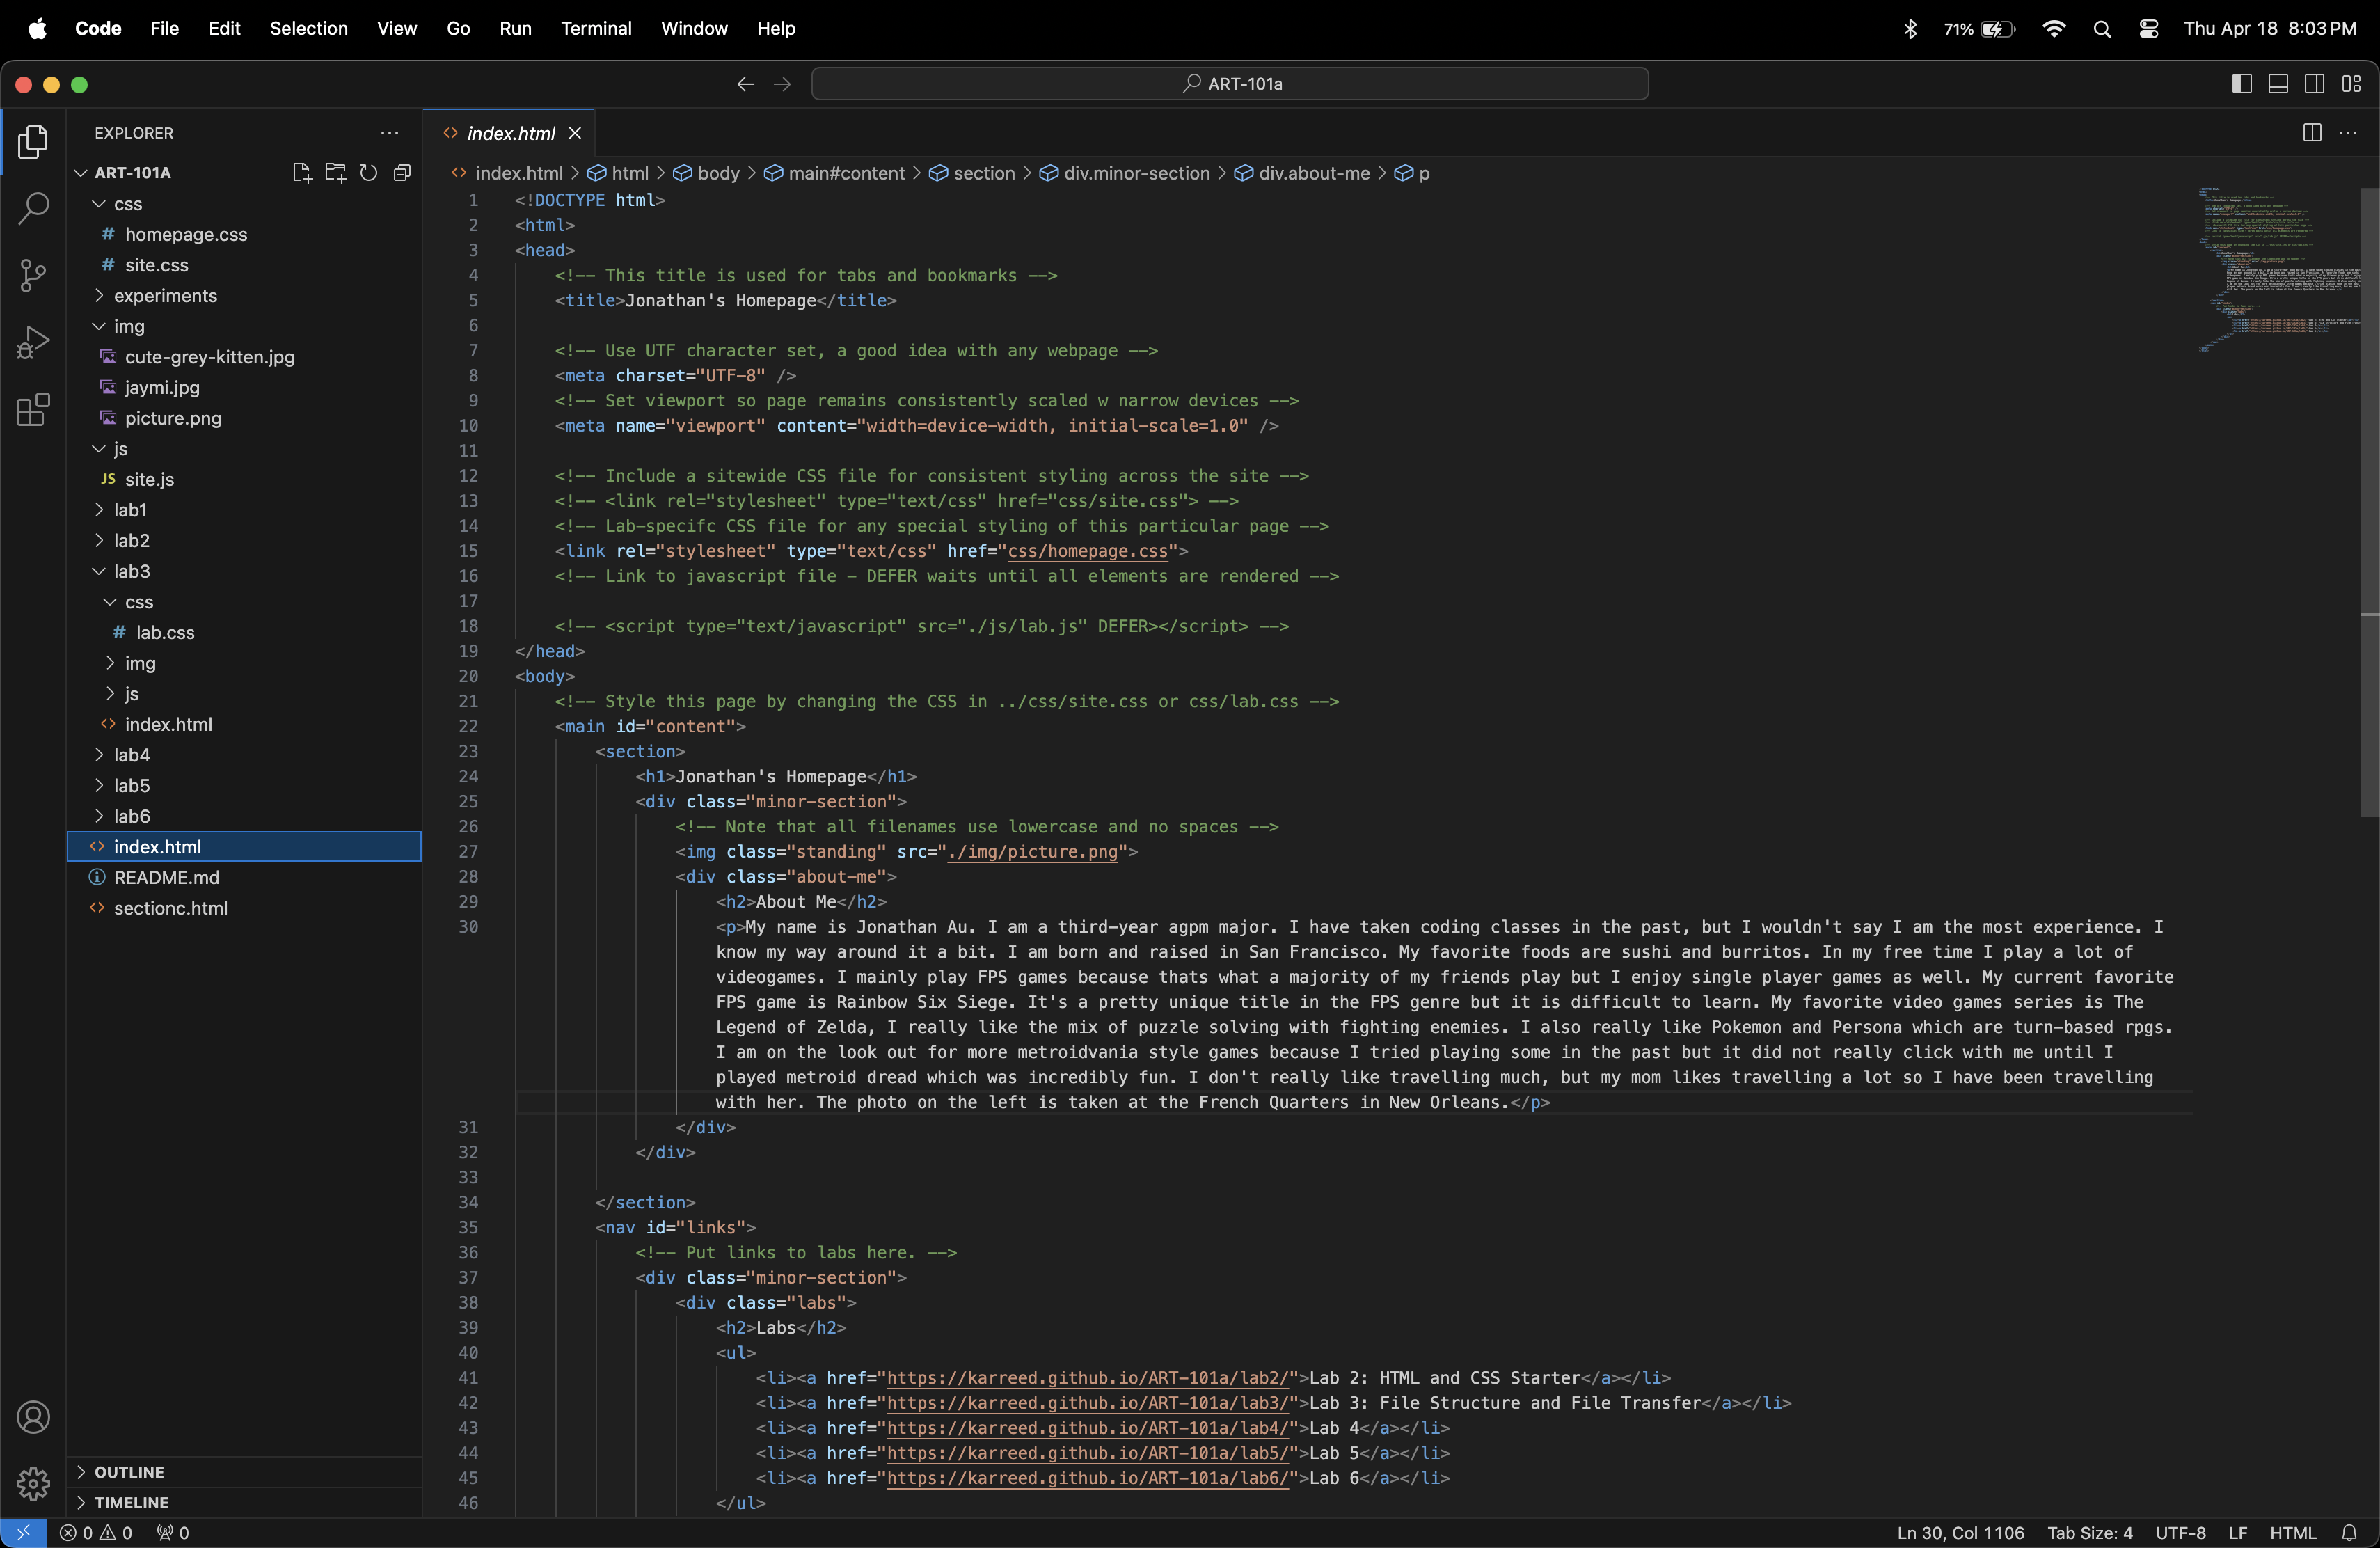 Code File Edit Selection View Go Run Terminal Window Help 71% Thu Apr 18 8:03 PM
ART-101a
EXPLORER
ART-101A
css
# homepage.css
# site.css
experiments
img
cute-grey-kitten.jpg
jaymi.jpg
picture.png
js
JS site.js
lab1
lab2
lab3
css
# lab.css
img
js
<> index.html
lab4
lab5
lab6
<> index.html
README.md
<> sectionc.html
OUTLINE
TIMELINE
<> index.html
<> index.html > html > body > main#content > section > div.minor-section > div.about-me > p
1 <!DOCTYPE html>
2 <html>
3 <head>
4 <!-- This title is used for tabs and bookmarks -->
5 <title>Jonathan's Homepage</title>
6
7 <!-- Use UTF character set, a good idea with any webpage -->
8 <meta charset="UTF-8" />
9 <!-- Set viewport so page remains consistently scaled w narrow devices -->
10 <meta name="viewport" content="width=device-width, initial-scale=1.0" />
11
12 <!-- Include a sitewide CSS file for consistent styling across the site -->
13 <!-- <link rel="stylesheet" type="text/css" href="css/site.css"> -->
14 <!-- Lab-specifc CSS file for any special styling of this particular page -->
15 <link rel="stylesheet" type="text/css" href="css/homepage.css">
16 <!-- Link to javascript file - DEFER waits until all elements are rendered -->
17
18 <!-- <script type="text/javascript" src="./js/lab.js" DEFER></script> -->
19 </head>
20 <body>
21 <!-- Style this page by changing the CSS in ../css/site.css or css/lab.css -->
22 <main id="content">
23 <section>
24 <h1>Jonathan's Homepage</h1>
25 <div class="minor-section">
26 <!-- Note that all filenames use lowercase and no spaces -->
27 <img class="standing" src="./img/picture.png">
28 <div class="about-me">
29 <h2>About Me</h2>
30 <p>My name is Jonathan Au. I am a third-year agpm major. I have taken coding classes in the past, but I wouldn't say I am the most experience. I
know my way around it a bit. I am born and raised in San Francisco. My favorite foods are sushi and burritos. In my free time I play a lot of
videogames. I mainly play FPS games because thats what a majority of my friends play but I enjoy single player games as well. My current favorite
FPS game is Rainbow Six Siege. It's a pretty unique title in the FPS genre but it is difficult to learn. My favorite video games series is The
Legend of Zelda, I really like the mix of puzzle solving with fighting enemies. I also really like Pokemon and Persona which are turn-based rpgs.
I am on the look out for more metroidvania style games because I tried playing some in the past but it did not really click with me until I
played metroid dread which was incredibly fun. I don't really like travelling much, but my mom likes travelling a lot so I have been travelling
with her. The photo on the left is taken at the French Quarters in New Orleans.</p>
31 </div>
32 </div>
33
34 </section>
35 <nav id="links">
36 <!-- Put links to labs here. -->
37 <div class="minor-section">
38 <div class="labs">
39 <h2>Labs</h2>
40 <ul>
41 <li><a href="https://karreed.github.io/ART-101a/lab2/">Lab 2: HTML and CSS Starter</a></li>
42 <li><a href="https://karreed.github.io/ART-101a/lab3/">Lab 3: File Structure and File Transfer</a></li>
43 <li><a href="https://karreed.github.io/ART-101a/lab4/">Lab 4</a></li>
44 <li><a href="https://karreed.github.io/ART-101a/lab5/">Lab 5</a></li>
45 <li><a href="https://karreed.github.io/ART-101a/lab6/">Lab 6</a></li>
46 </ul>
0 0 0 Ln 30, Col 1106 Tab Size: 4 UTF-8 LF HTML